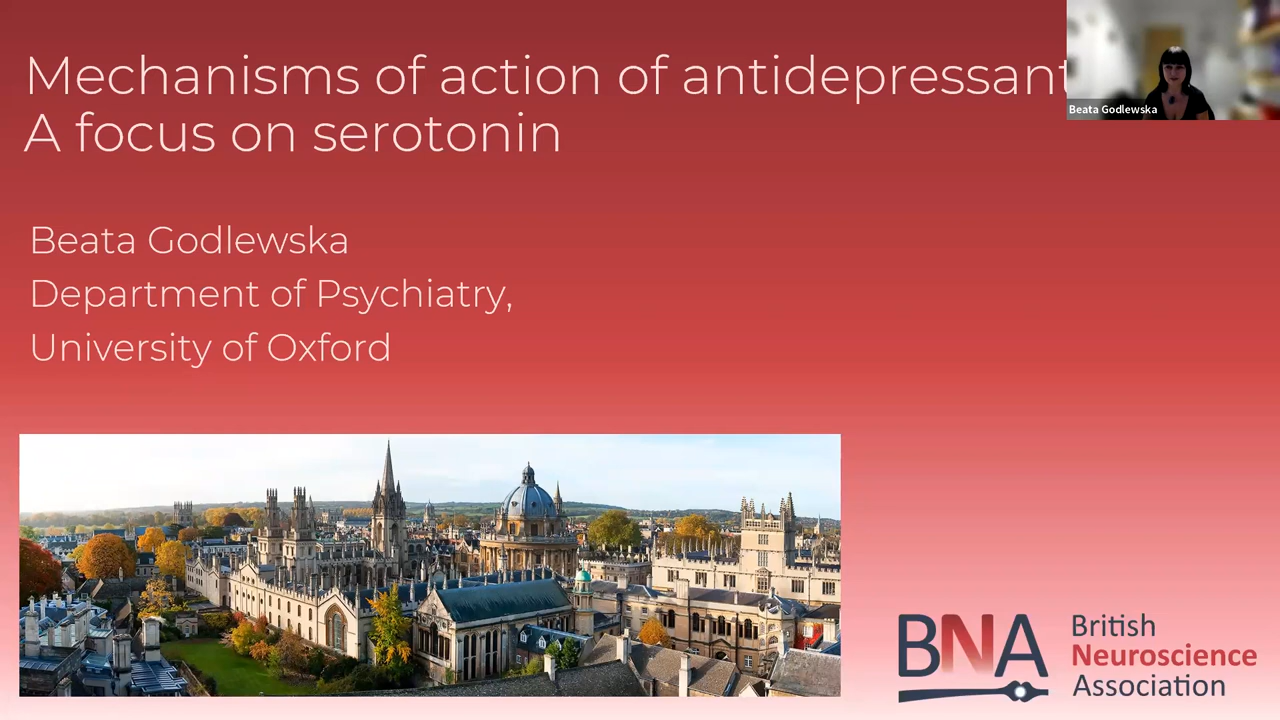 Mechanisms of action of antidepressant
A focus on serotonin
Beata Godlewska
Beata Godlewska
Department of Psychiatry,
University of Oxford
BNA
British
Neuroscience
Association